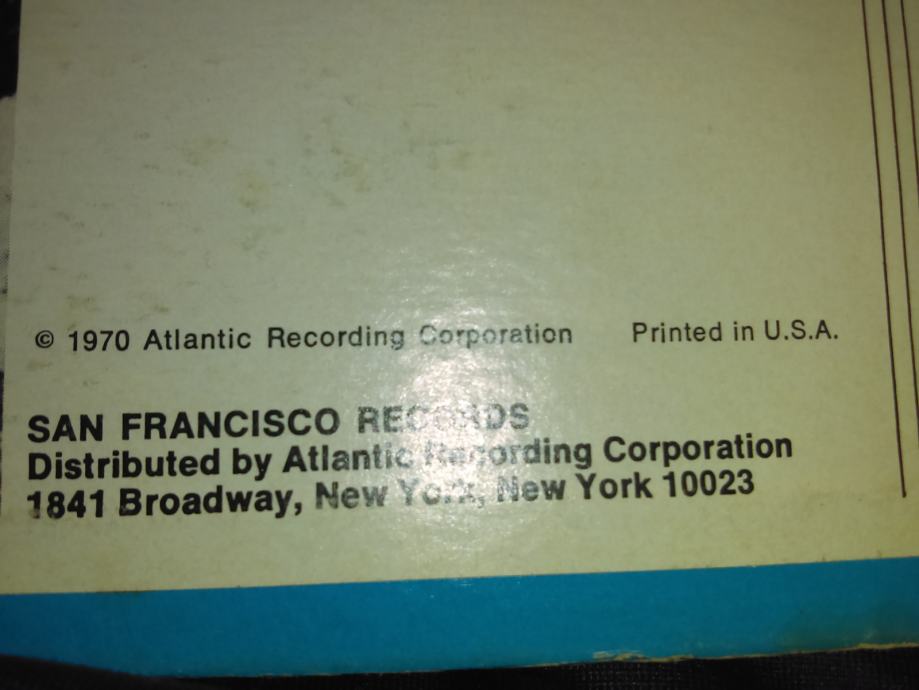 © 1970 Atlantic Recording Corporation Printed in U.S.A.
SAN FRANCISCO RECORDS
Distributed by Atlantic Recording Corporation
1841 Broadway, New York, New York 10023